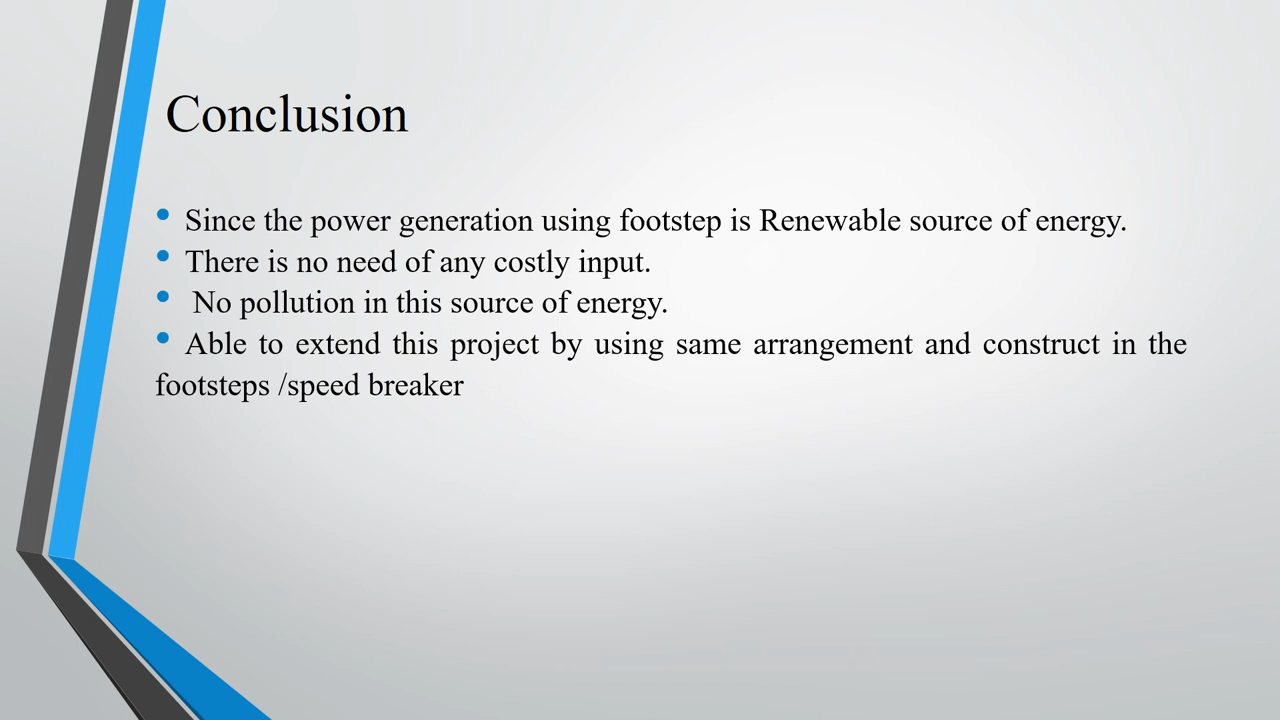 Conclusion
• Since the power generation using footstep is Renewable source of energy.
• There is no need of any costly input.
• No pollution in this source of energy.
• Able to extend this project by using same arrangement and construct in the
footsteps /speed breaker